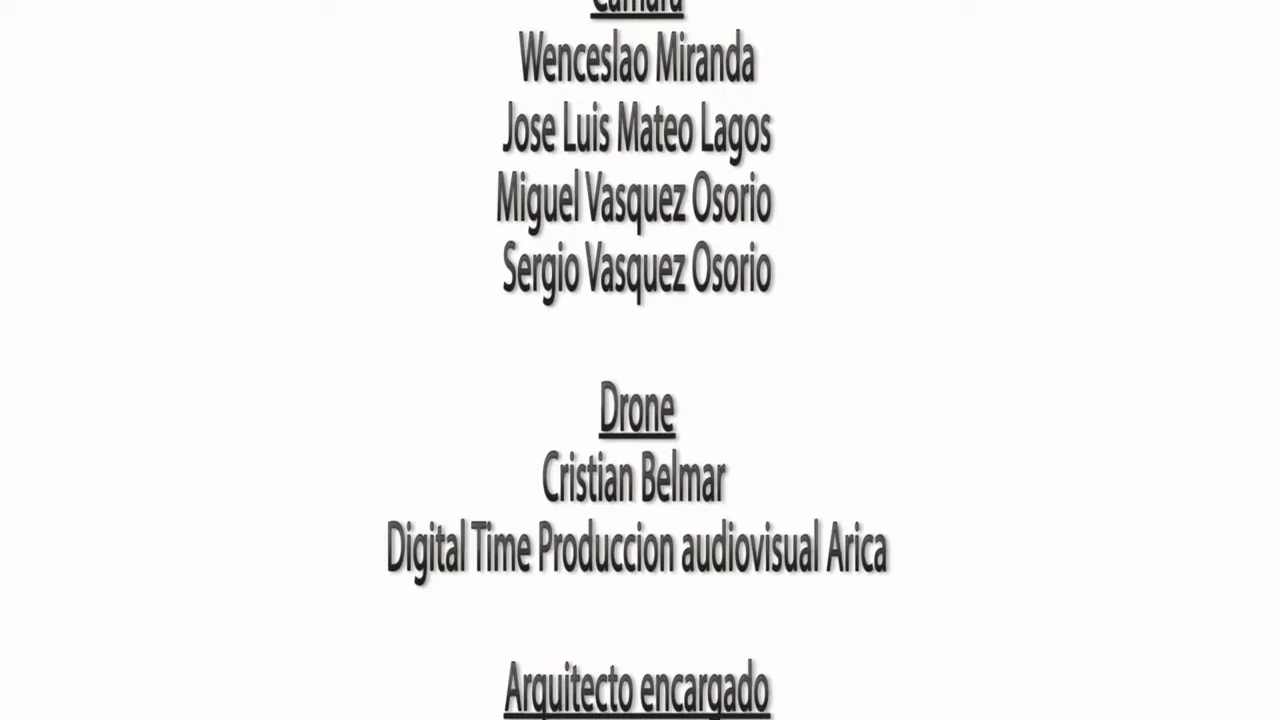 Wenceslao Miranda
Jose Luis Mateo Lagos
Miguel Vasquez Osorio
Sergio Vasquez Osorio
Drone
Cristian Belmar
Digital Time Produccion audiovisual Arica
Arquitecto encargado